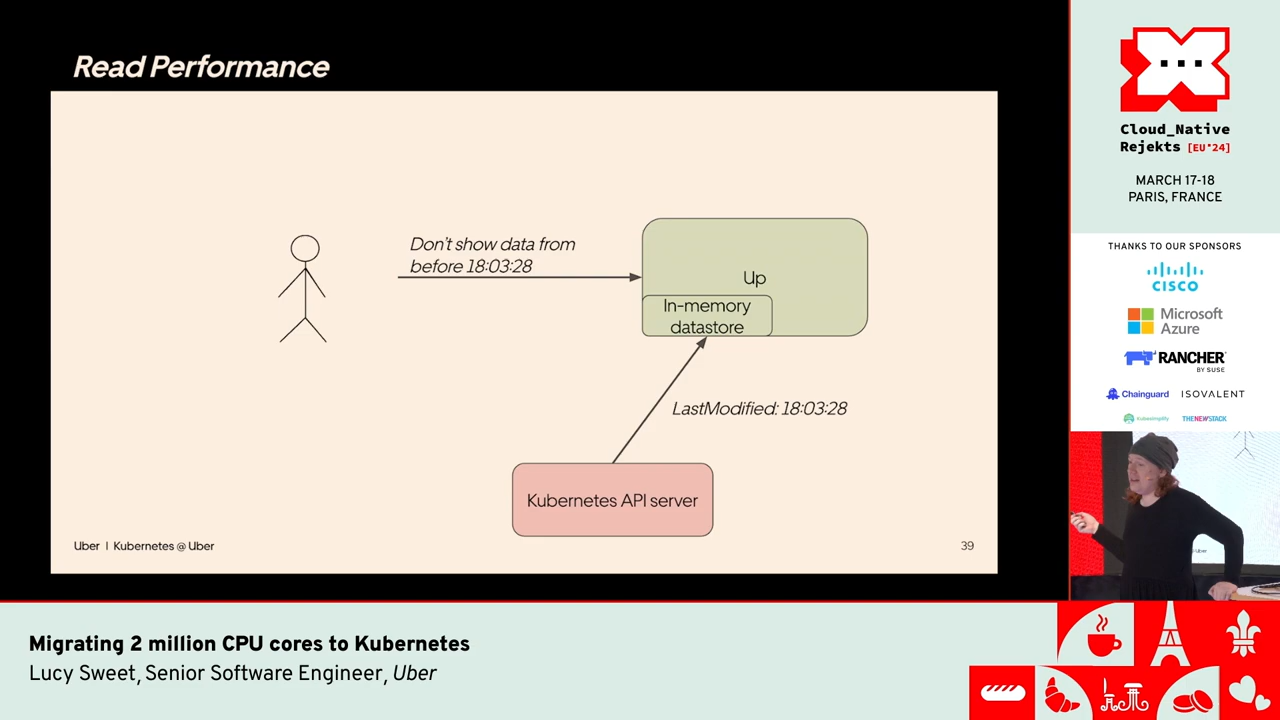 Read Performance
Don't show data from
before 18:03:28
Up
In-memory
datastore
LastModified: 18:03:28
Kubernetes API server
Uber | Kubernetes @ Uber
39
Cloud_Native
Rejekts [EU'24]
MARCH 17-18
PARIS, FRANCE
THANKS TO OUR SPONSORS
CISCO
Microsoft
Azure
RANCHER
BY SUSE
Chainguard
ISOVALENT
kubesimplify
THENEWSTACK
Migrating 2 million CPU cores to Kubernetes
Lucy Sweet, Senior Software Engineer, Uber